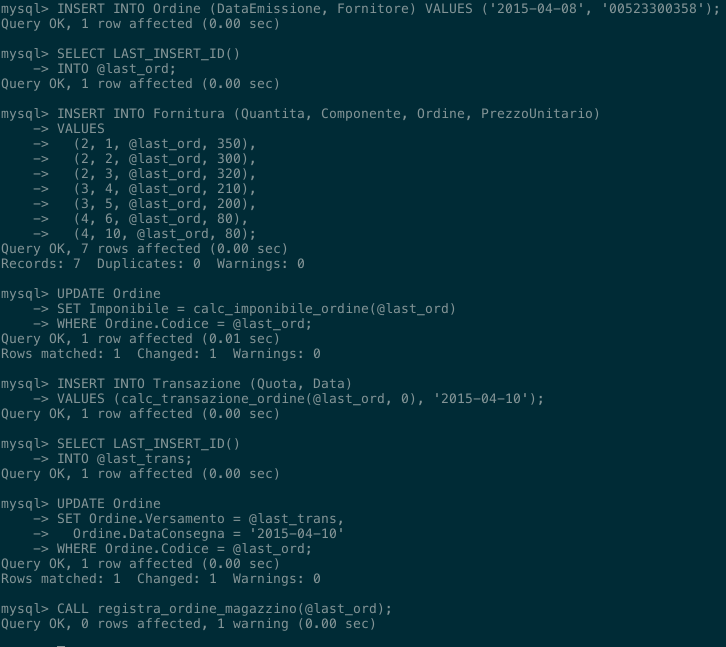 mysql> INSERT INTO Ordine (DataEmissione, Fornitore) VALUES ('2015-04-08', '00523300358');
Query OK, 1 row affected (0.00 sec)

mysql> SELECT LAST_INSERT_ID()
    -> INTO @last_ord;
Query OK, 1 row affected (0.00 sec)

mysql> INSERT INTO Fornitura (Quantita, Componente, Ordine, PrezzoUnitario)
    -> VALUES
    ->   (2, 1, @last_ord, 350),
    ->   (2, 2, @last_ord, 300),
    ->   (2, 3, @last_ord, 320),
    ->   (3, 4, @last_ord, 210),
    ->   (3, 5, @last_ord, 200),
    ->   (4, 6, @last_ord, 80),
    ->   (4, 10, @last_ord, 80);
Query OK, 7 rows affected (0.00 sec)
Records: 7  Duplicates: 0  Warnings: 0

mysql> UPDATE Ordine
    -> SET Imponibile = calc_imponibile_ordine(@last_ord)
    -> WHERE Ordine.Codice = @last_ord;
Query OK, 1 row affected (0.01 sec)
Rows matched: 1  Changed: 1  Warnings: 0

mysql> INSERT INTO Transazione (Quota, Data)
    -> VALUES (calc_transazione_ordine(@last_ord, 0), '2015-04-10');
Query OK, 1 row affected (0.00 sec)

mysql> SELECT LAST_INSERT_ID()
    -> INTO @last_trans;
Query OK, 1 row affected (0.00 sec)

mysql> UPDATE Ordine
    -> SET Ordine.Versamento = @last_trans,
    ->   Ordine.DataConsegna = '2015-04-10'
    -> WHERE Ordine.Codice = @last_ord;
Query OK, 1 row affected (0.00 sec)
Rows matched: 1  Changed: 1  Warnings: 0

mysql> CALL registra_ordine_magazzino(@last_ord);
Query OK, 0 rows affected, 1 warning (0.00 sec)